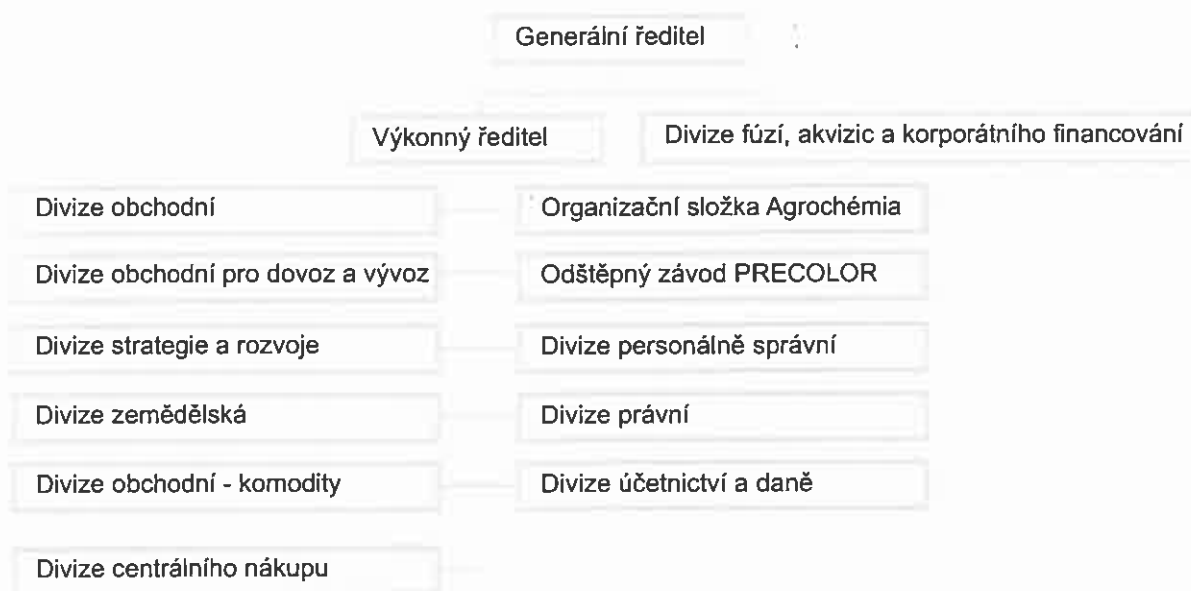 Generální ředitel
Výkonný ředitel
Divize fúzí, akvizic a korporátního financování
Divize obchodní
Organizační složka Agrochémia
Divize obchodní pro dovoz a vývoz
Odštěpný závod PRECOLOR
Divize strategie a rozvoje
Divize personálně správní
Divize zemědělská
Divize právní
Divize obchodní - komodity
Divize účetnictví a daně
Divize centrálního nákupu